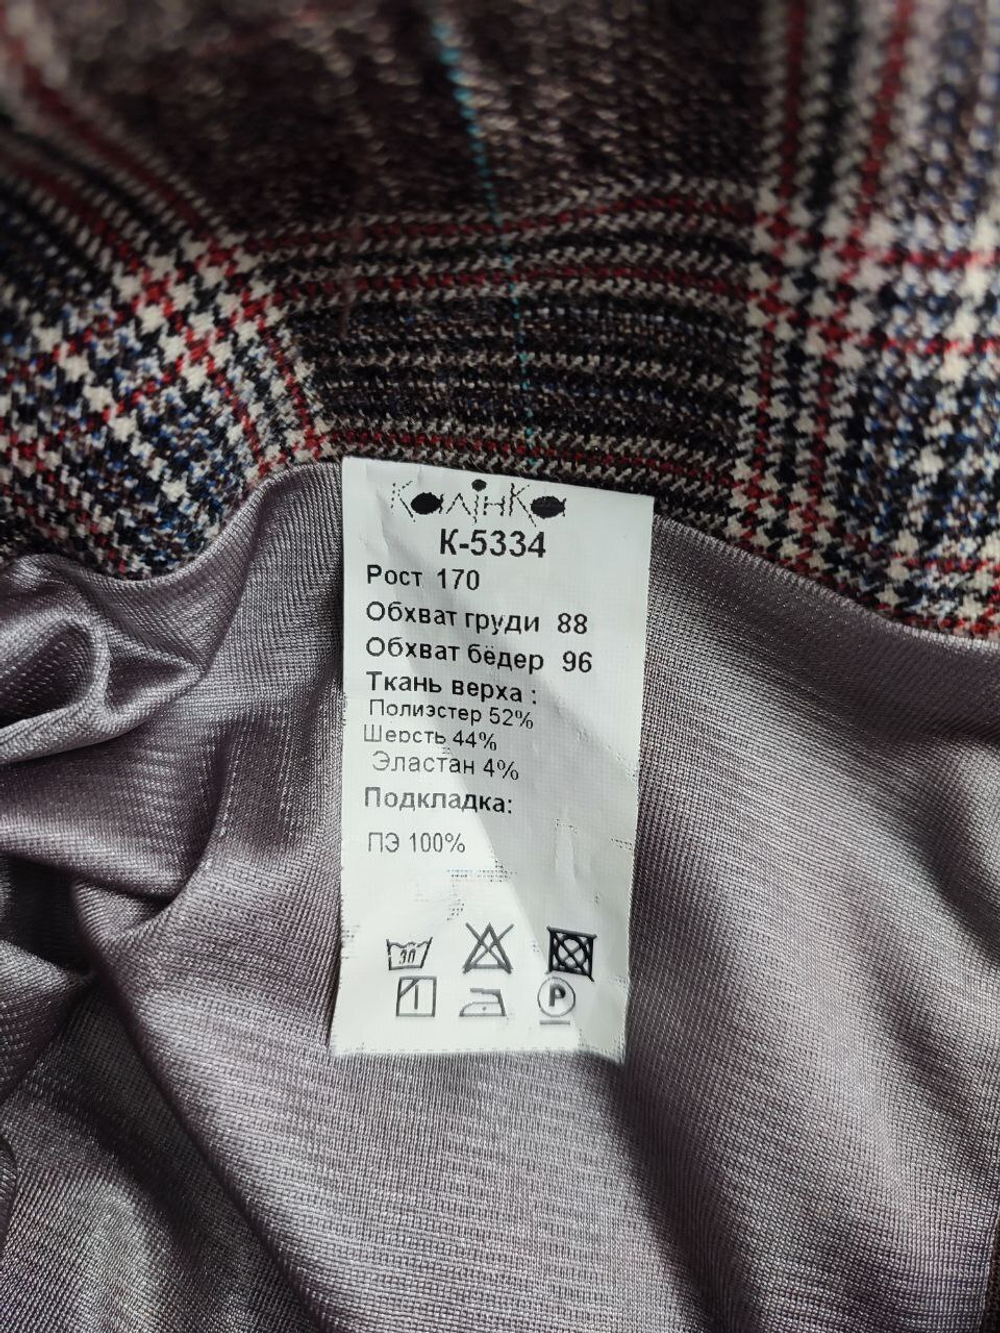 Калінка
К-5334
Рост 170
Обхват груди 88
Обхват бёдер 96
Ткань верха :
Полиэстер 52%
Шерсть 44%
Эластан 4%
Подкладка:
ПЭ 100%
30
P